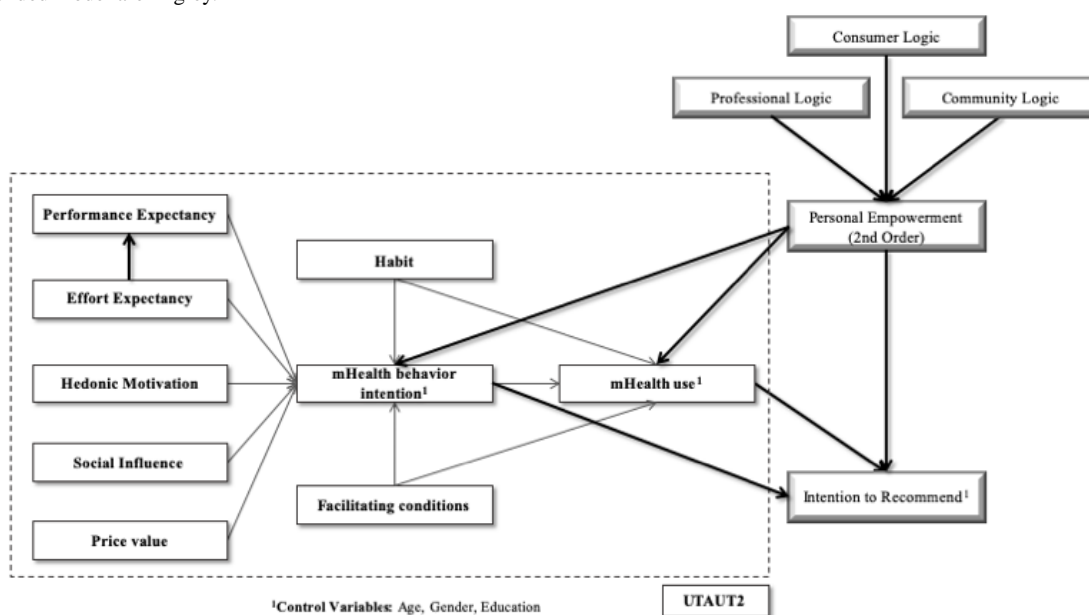 Consumer Logic
Professional Logic
Community Logic
Performance Expectancy
Personal Empowerment
(2nd Order)
Habit
Effort Expectancy
Hedonic Motivation
mHealth behavior
intention¹
mHealth use¹
Social Influence
Intention to Recommend¹
Facilitating conditions
Price value
¹Control Variables: Age, Gender, Education
UTAUT2